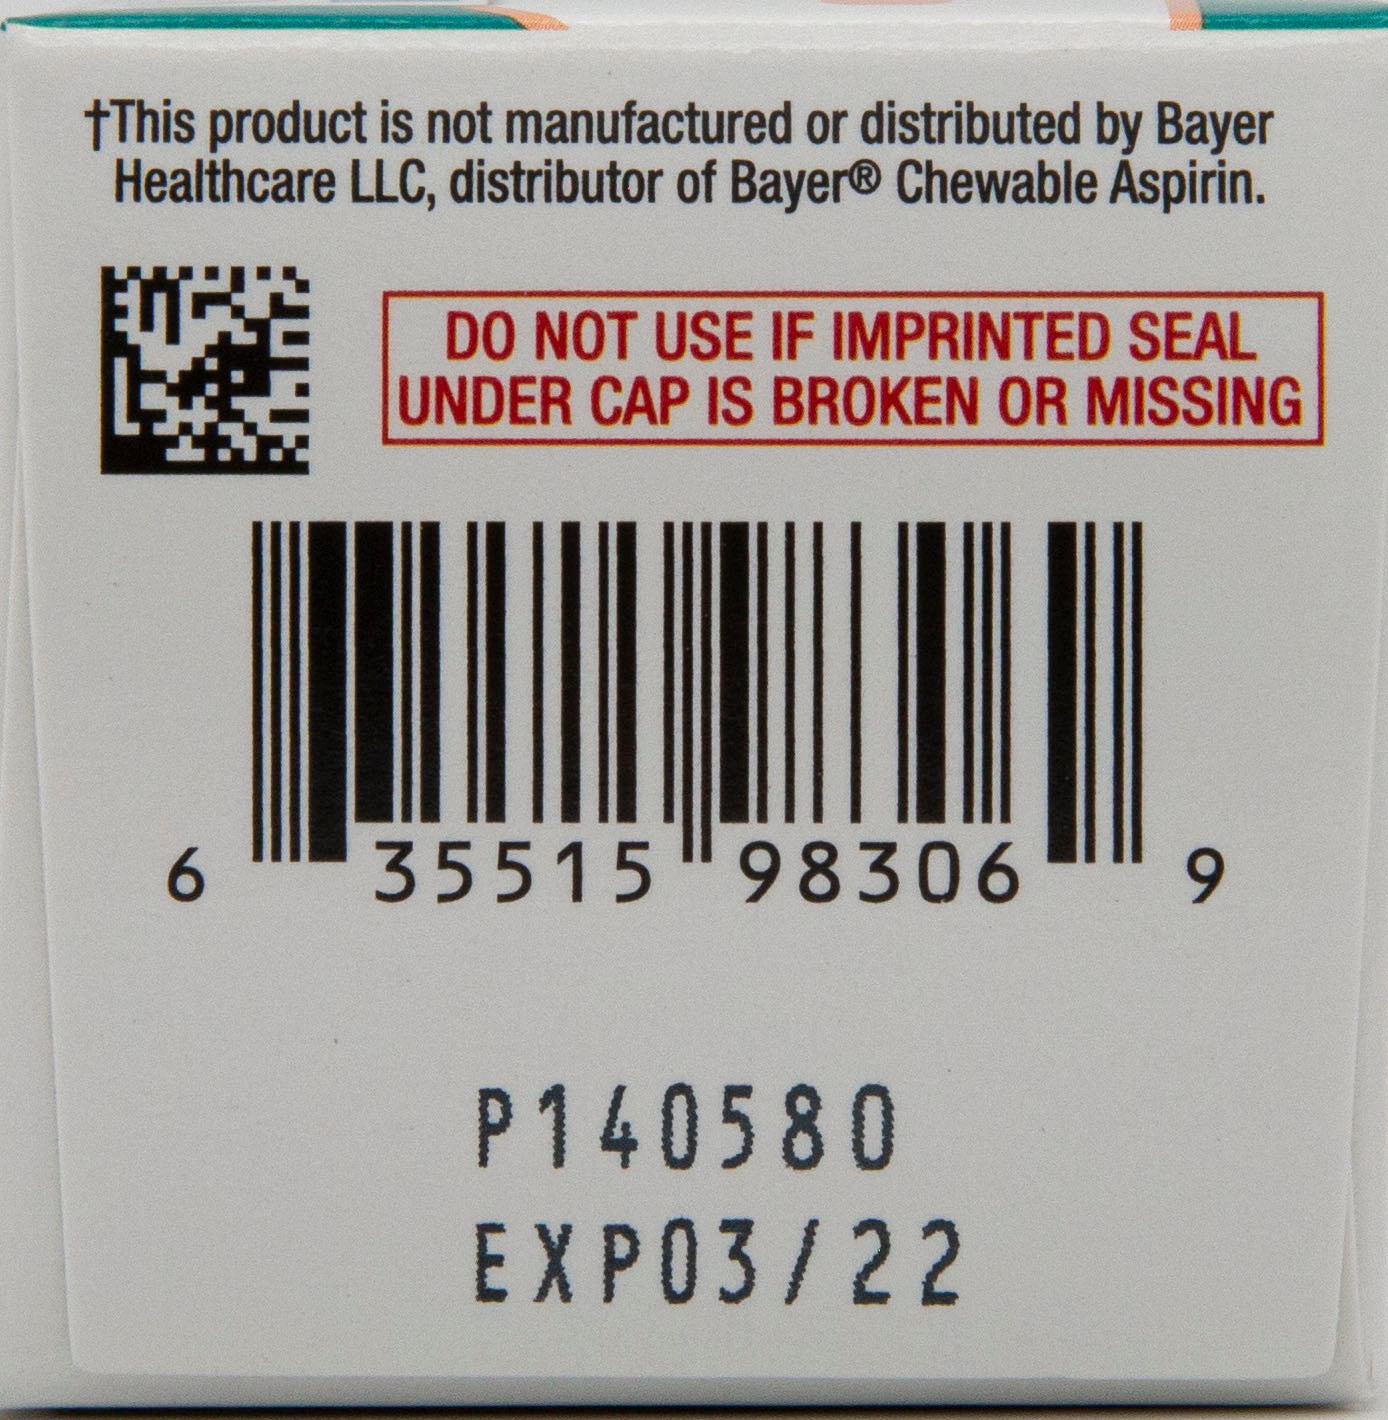 †This product is not manufactured or distributed by Bayer
Healthcare LLC, distributor of Bayer® Chewable Aspirin.
DO NOT USE IF IMPRINTED SEAL
UNDER CAP IS BROKEN OR MISSING
6 35515 98306 9
P140580
EXP03/22